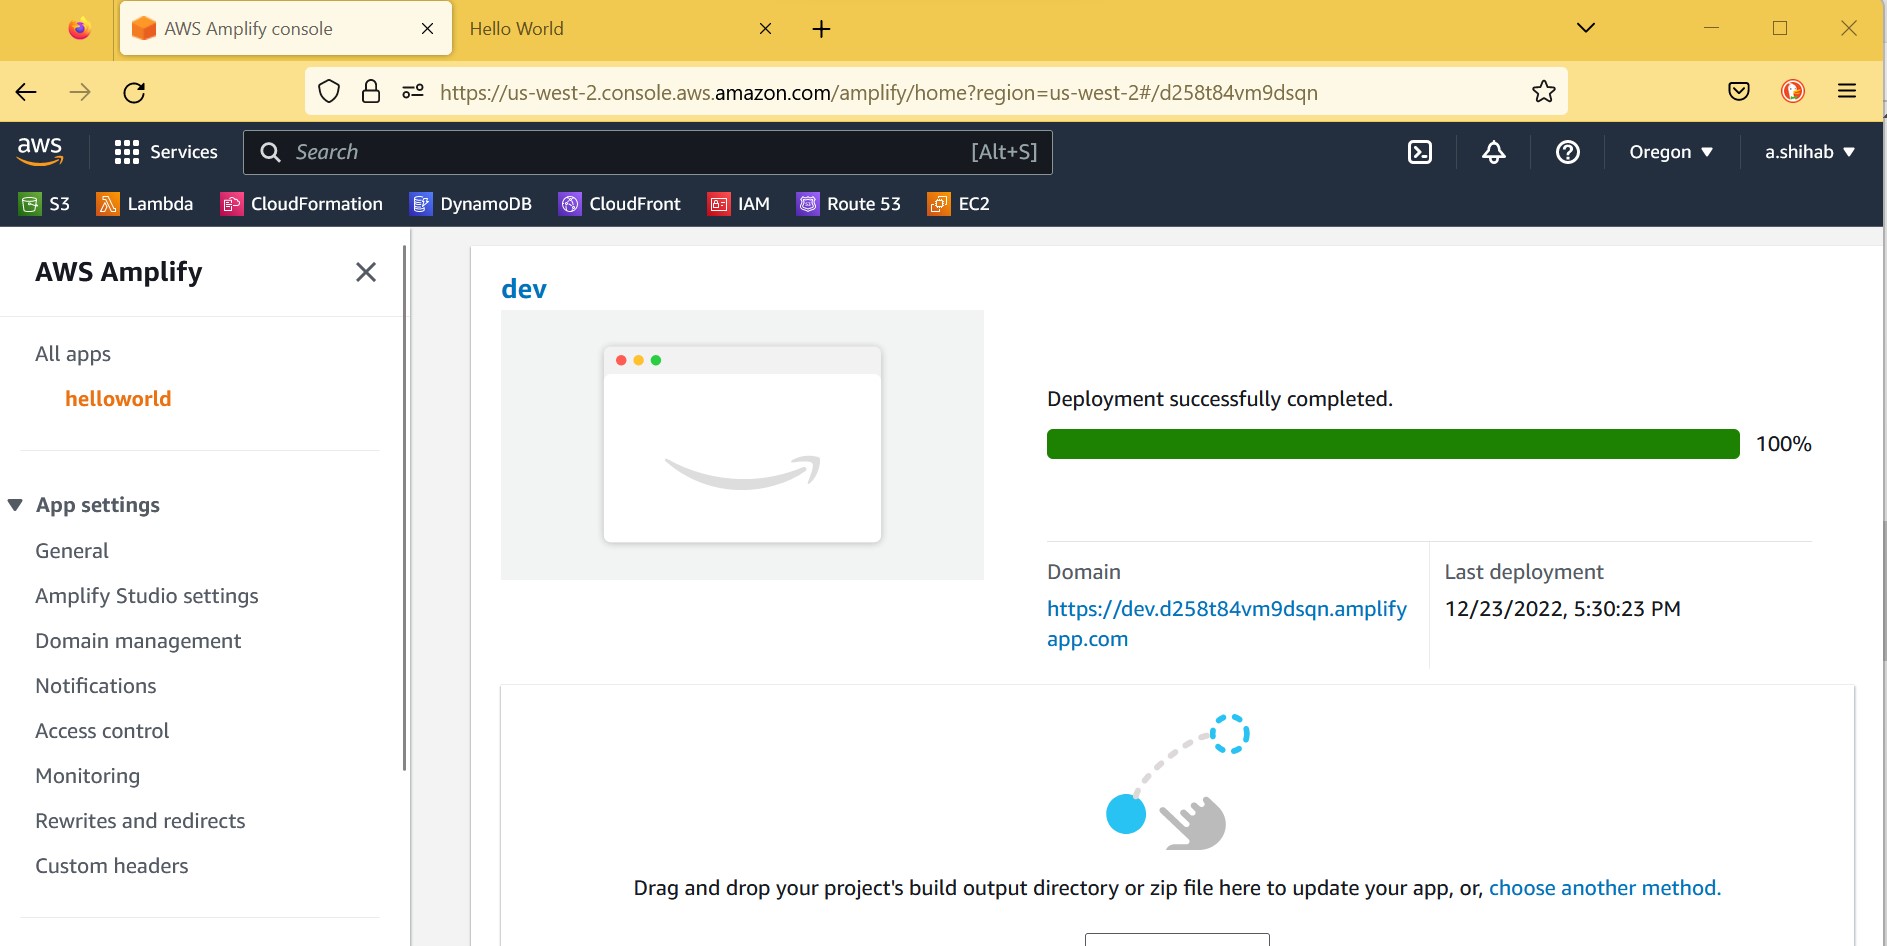 AWS Amplify console
Hello World
https://us-west-2.console.aws.amazon.com/amplify/home?region=us-west-2#/d258t84vm9dsqn
aws
Services
Search
[Alt+S]
Oregon
a.shihab
S3
Lambda
CloudFormation
DynamoDB
CloudFront
IAM
Route 53
EC2
AWS Amplify
All apps
helloworld
App settings
General
Amplify Studio settings
Domain management
Notifications
Access control
Monitoring
Rewrites and redirects
Custom headers
dev
Deployment successfully completed.
100%
Domain
https://dev.d258t84vm9dsqn.amplify
app.com
Last deployment
12/23/2022, 5:30:23 PM
Drag and drop your project's build output directory or zip file here to update your app, or, choose another method.